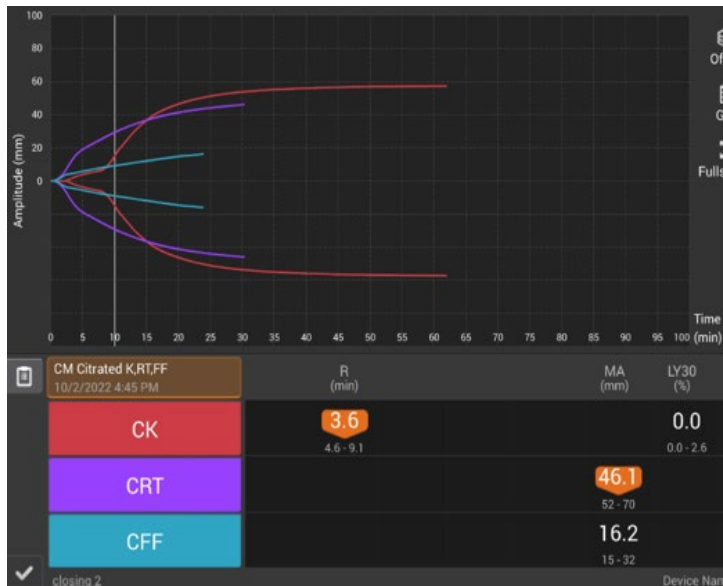 100
80
60
40
20
0
Amplitude (mm)
0 5 10 15 20 25 30 35 40 45 50 55 60 65 70 75 80 85 90 95 100
Time
(min)
Fulls
CM Citrated K,RT,FF
10/2/2022 4:45 PM
R
(min)
MA
(mm)
LY30
(%)
CK
3.6
4.6 - 9.1
0.0
0.0 - 2.6
CRT
46.1
52 - 70
CFF
16.2
15 - 32
closing 2
Device Nan